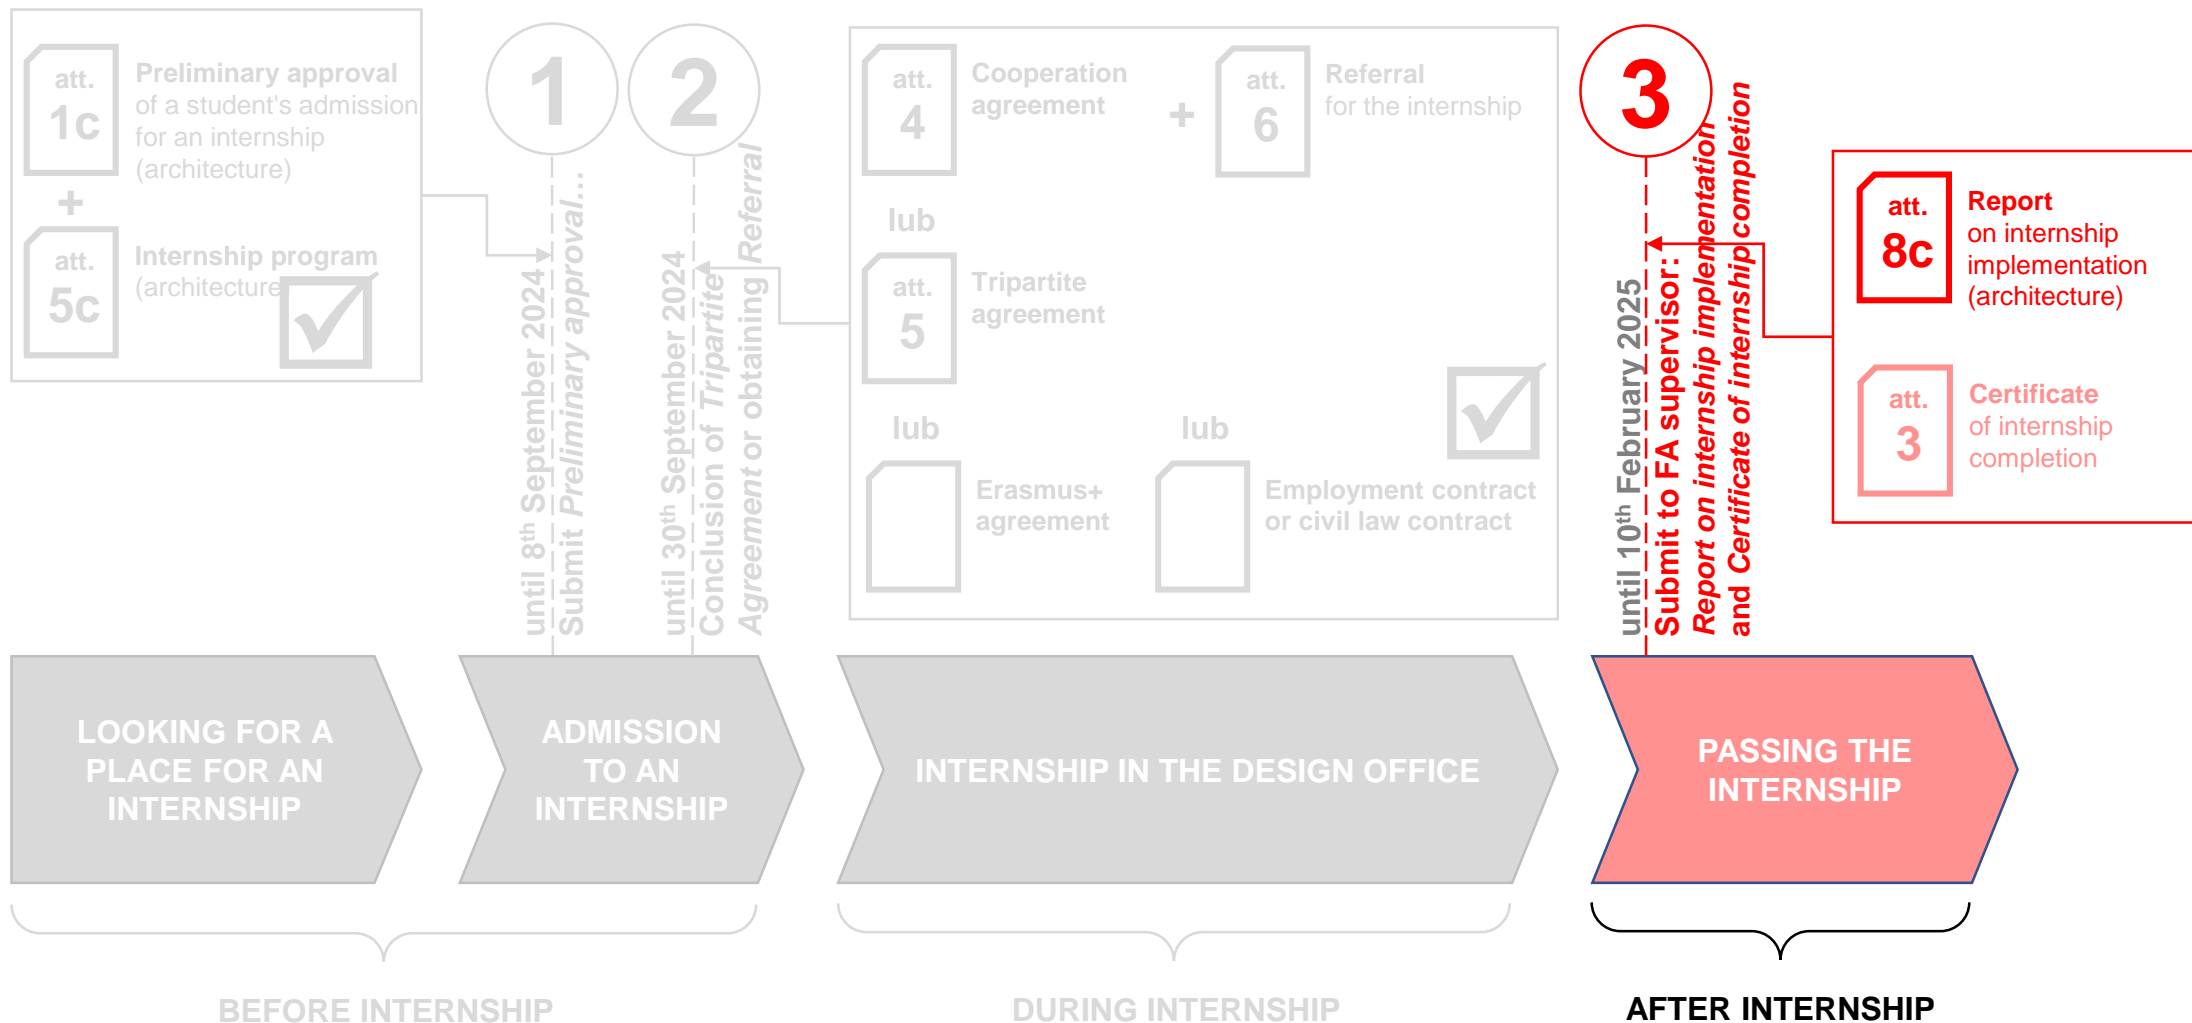 att.
1c
Preliminary approval
of a student's admission
for an internship
(architecture)
+
att.
5c
Internship program
(architecture
1
until 8th September 2024
Submit Preliminary approval...
2
until 30th September 2024
Conclusion of Tripartite
Agreement or obtaining Referral
att.
4
Cooperation
agreement
+
att.
6
Referral
for the internship
lub
att.
5
Tripartite
agreement
lub
Erasmus+
agreement
lub
Employment contract
or civil law contract
3
until 10th February 2025
Submit to FA supervisor:
Report on internship implementation
and Certificate of internship completion
att.
8c
Report
on internship
implementation
(architecture)
att.
3
Certificate
of internship
completion
LOOKING FOR A
PLACE FOR AN
INTERNSHIP
ADMISSION
TO AN
INTERNSHIP
INTERNSHIP IN THE DESIGN OFFICE
PASSING THE
INTERNSHIP
BEFORE INTERNSHIP
DURING INTERNSHIP
AFTER INTERNSHIP